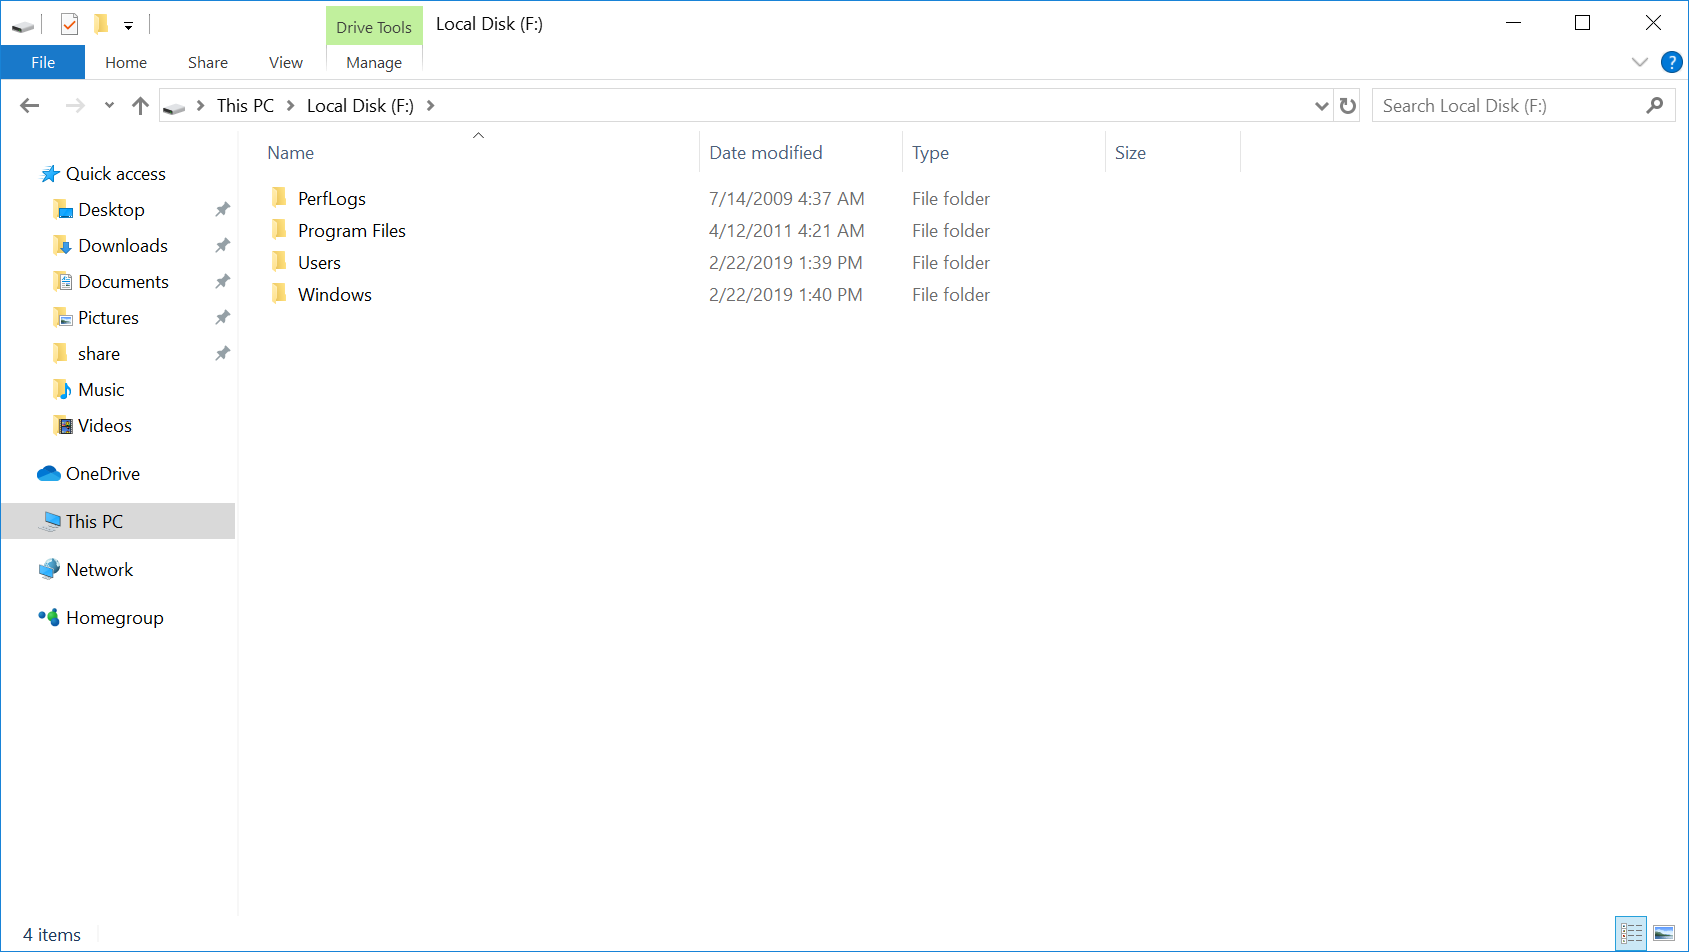 Drive Tools
Local Disk (F:)
File
Home
Share
View
Manage
?
This PC
Local Disk (F:)
Search Local Disk (F:)
Name
Date modified
Type
Size
Quick access
Desktop
Downloads
Documents
Pictures
share
Music
Videos
OneDrive
This PC
Network
Homegroup
PerfLogs 7/14/2009 4:37 AM File folder
Program Files 4/12/2011 4:21 AM File folder
Users 2/22/2019 1:39 PM File folder
Windows 2/22/2019 1:40 PM File folder
4 items